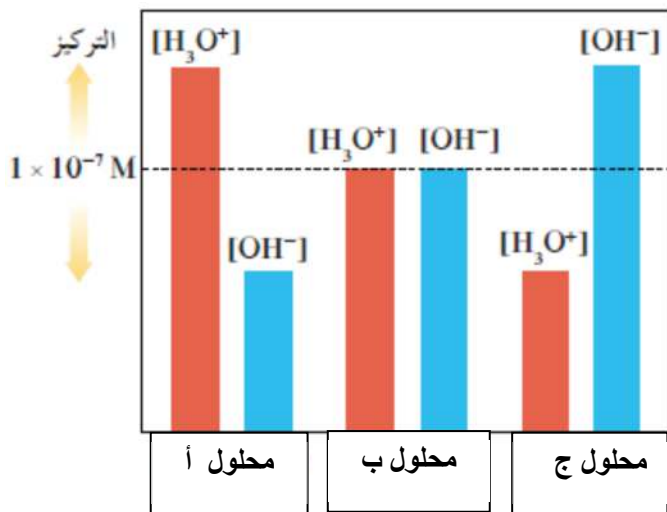 التركيز
[H₃O⁺]
[OH⁻]
[H₃O⁺] [OH⁻]
1 × 10⁻⁷ M
[OH⁻]
[H₃O⁺]
محلول أ
محلول ب
محلول ج